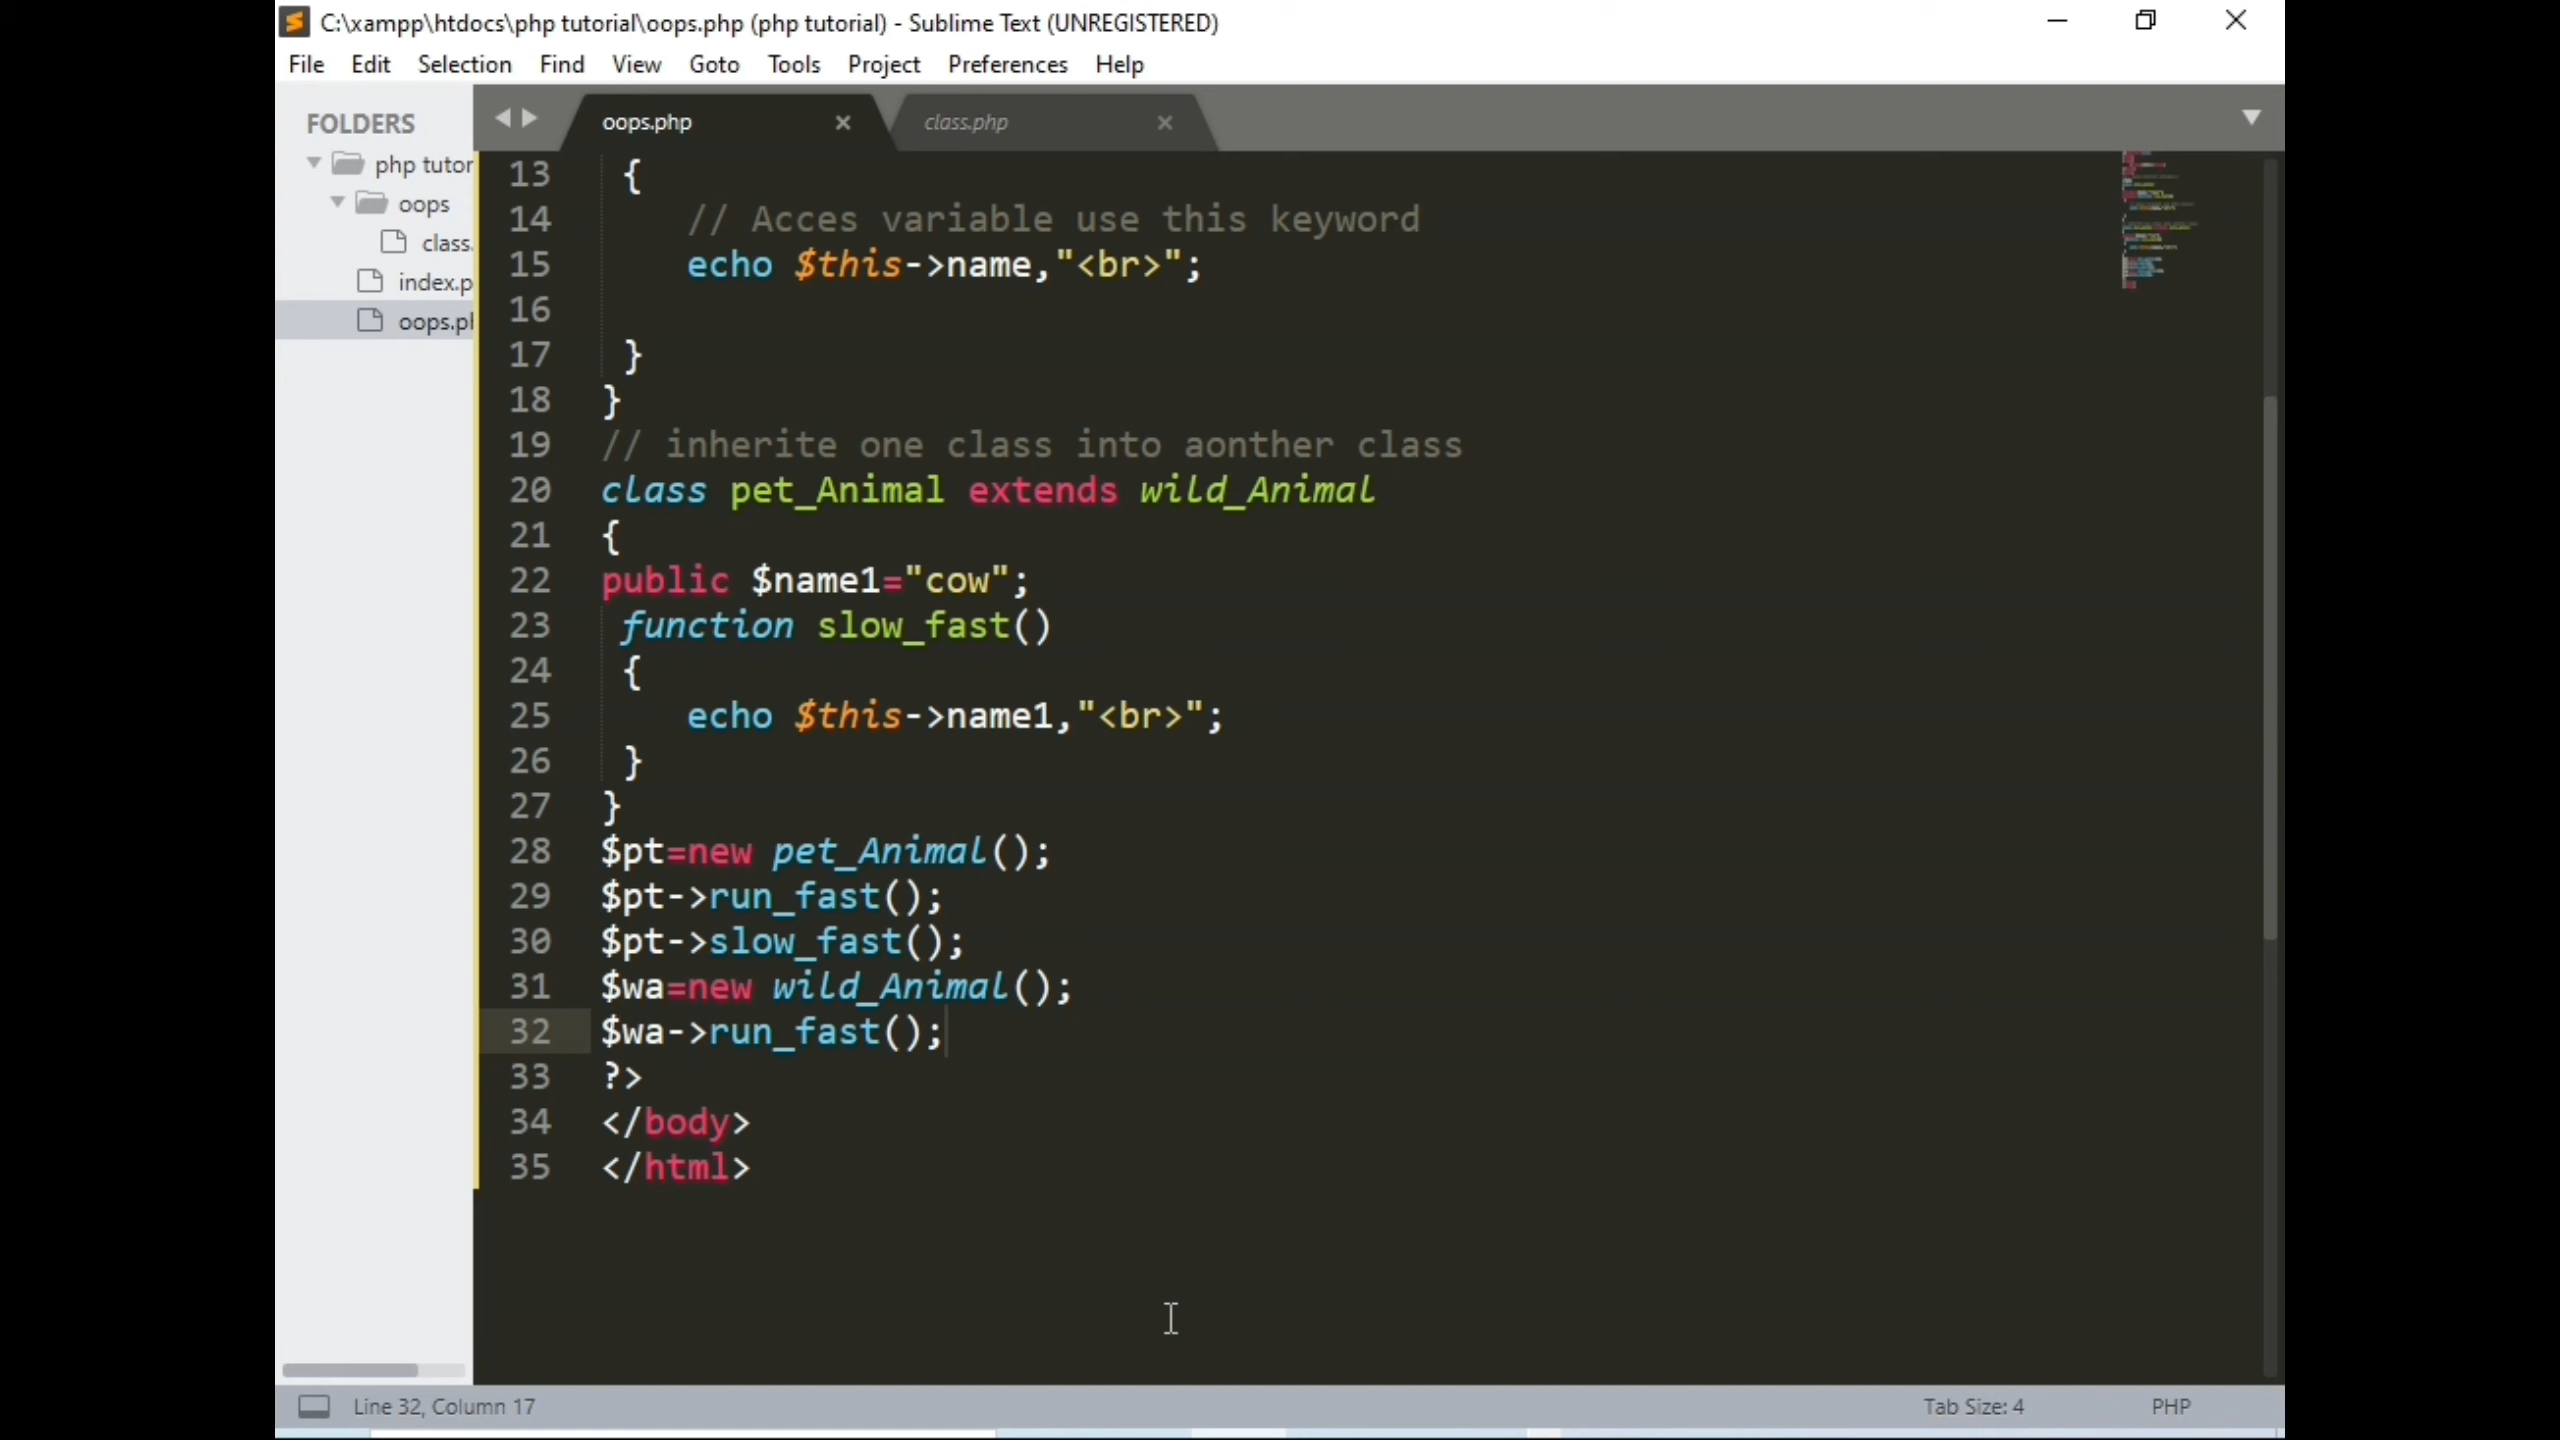 C:\xampp\htdocs\php tutorial\oops.php (php tutorial) - Sublime Text (UNREGISTERED)
File Edit Selection Find View Goto Tools Project Preferences Help
FOLDERS
php tutor
oops
class.
index.p
oops.ph
oops.php
class.php
13 {
14 // Acces variable use this keyword
15 echo $this->name,"<br>";
16
17 }
18 }
19 // inherite one class into aonther class
20 class pet_Animal extends wild_Animal
21 {
22 public $name1="cow";
23 function slow_fast()
24 {
25 echo $this->name1,"<br>";
26 }
27 }
28 $pt=new pet_Animal();
29 $pt->run_fast();
30 $pt->slow_fast();
31 $wa=new wild_Animal();
32 $wa->run_fast();
33 ?>
34 </body>
35 </html>
Line 32, Column 17
Tab Size: 4
PHP